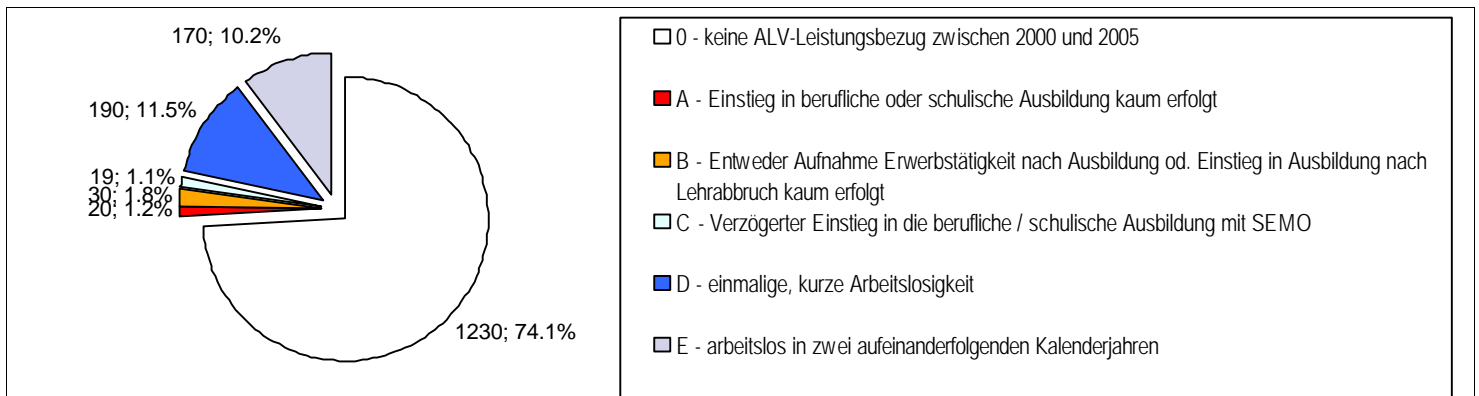 170; 10.2%
190; 11.5%
19; 1.1%
30; 1.8%
20; 1.2%
1230; 74.1%
0 - keine ALV-Leistungsbezug zwischen 2000 und 2005
A - Einstieg in berufliche oder schulische Ausbildung kaum erfolgt
B - Entweder Aufnahme Erwerbstätigkeit nach Ausbildung od. Einstieg in Ausbildung nach
Lehrabbruch kaum erfolgt
C - Verzögerter Einstieg in die berufliche / schulische Ausbildung mit SEMO
D - einmalige, kurze Arbeitslosigkeit
E - arbeitslos in zwei aufeinanderfolgenden Kalenderjahren